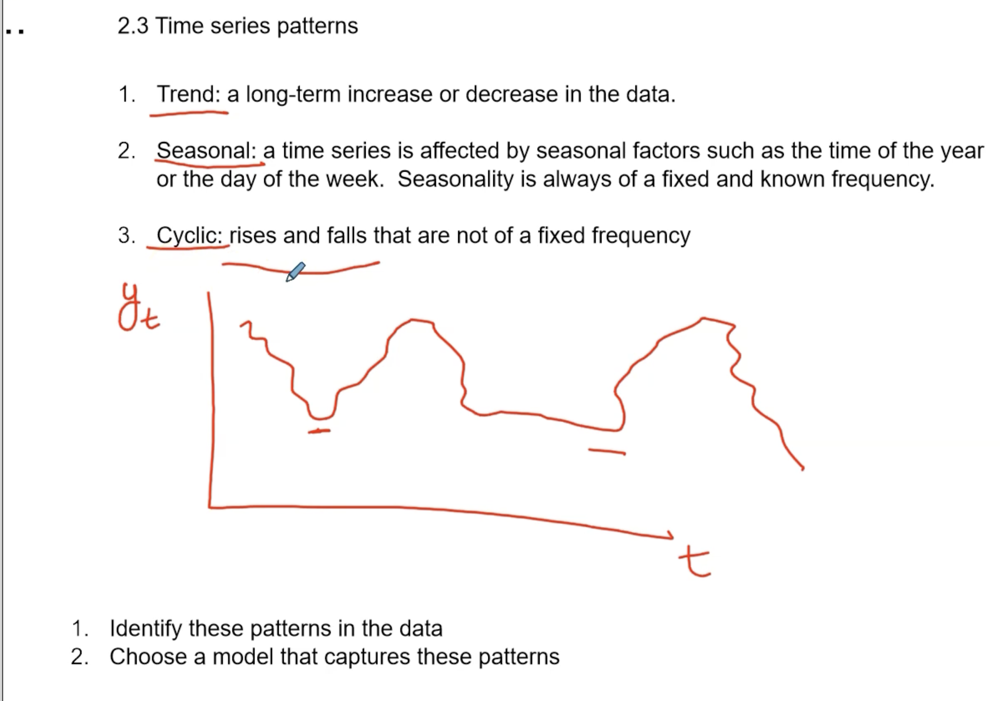 ..
2.3 Time series patterns
1. Trend: a long-term increase or decrease in the data.
2. Seasonal: a time series is affected by seasonal factors such as the time of the year
or the day of the week. Seasonality is always of a fixed and known frequency.
3. Cyclic: rises and falls that are not of a fixed frequency
yt
t
1. Identify these patterns in the data
2. Choose a model that captures these patterns